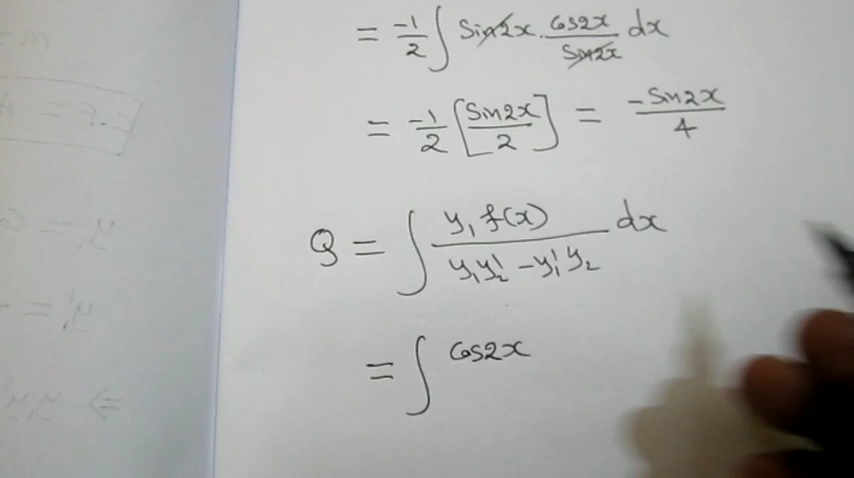 = -1/2 ∫ Sin2x . Cos2x/Sin2x dx
= -1/2 [Sin2x/2] = -Sin2x/4
Q = ∫ y₁ f(x) / y₁y₂' - y₁'y₂ dx
= ∫ Cos2x